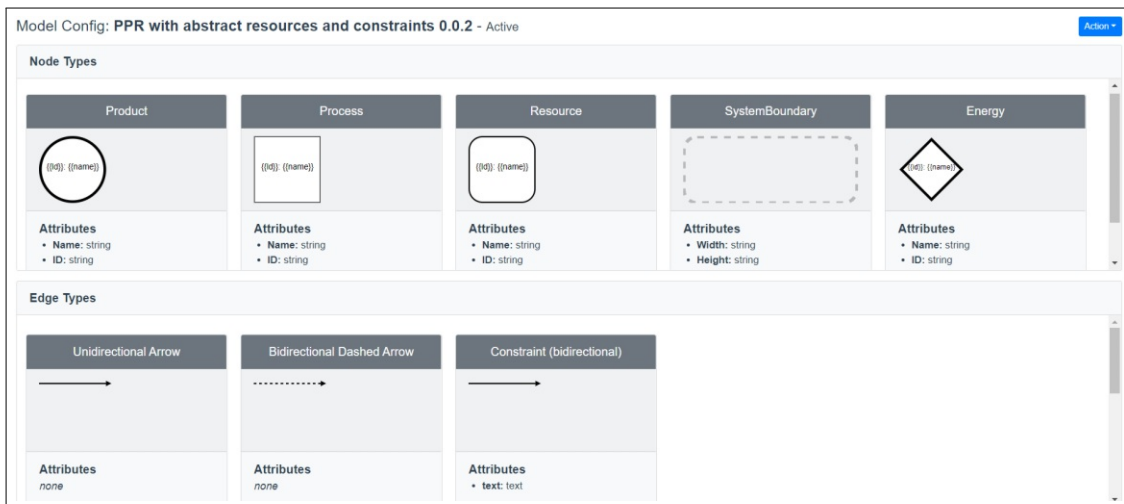 Model Config: PPR with abstract resources and constraints 0.0.2 - Active
Action
Node Types
Product Process Resource SystemBoundary Energy
{{id}}: {{name}} {{id}}: {{name}} {{id}}: {{name}} {{id}}: {{name}}
Attributes Attributes Attributes Attributes Attributes
• Name: string • Name: string • Name: string • Width: string • Name: string
• ID: string • ID: string • ID: string • Height: string • ID: string
Edge Types
Unidirectional Arrow Bidirectional Dashed Arrow Constraint (bidirectional)
Attributes Attributes Attributes
none none • text: text